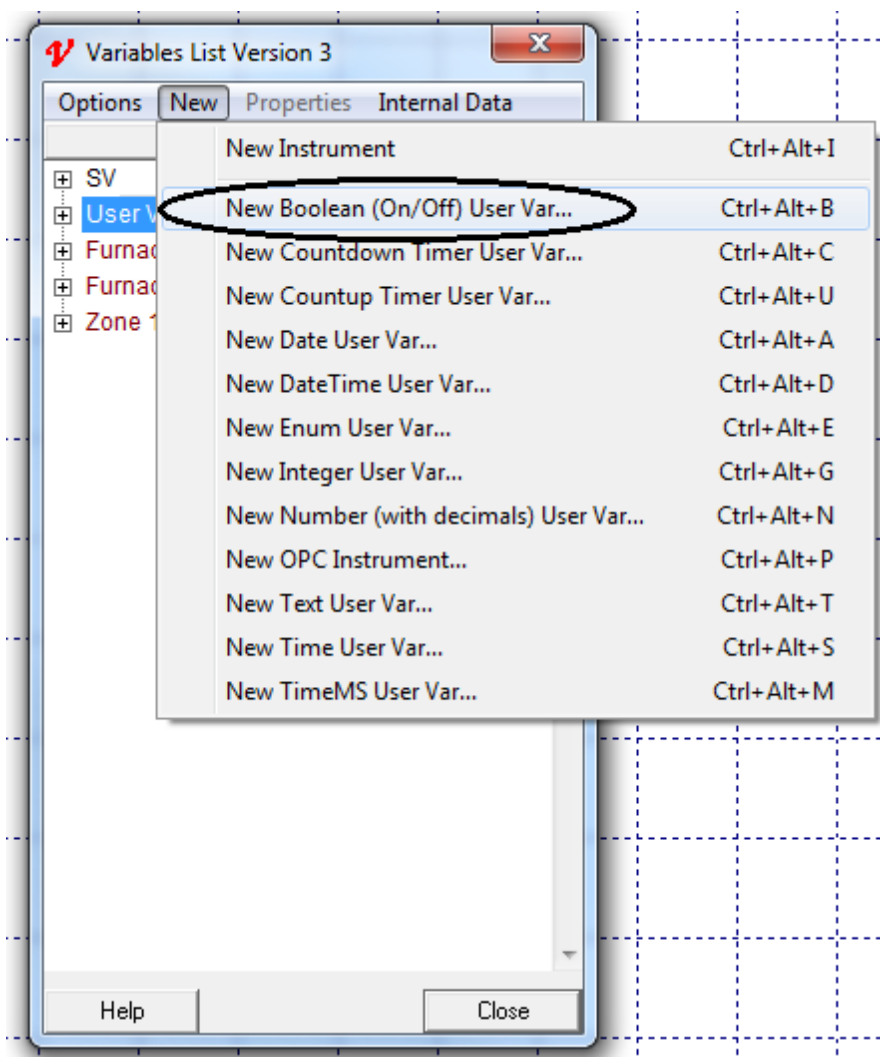 Variables List Version 3
Options New Properties Internal Data
New Instrument Ctrl+Alt+I
SV
New Boolean (On/Off) User Var... Ctrl+Alt+B
User
New Countdown Timer User Var... Ctrl+Alt+C
New Countup Timer User Var... Ctrl+Alt+U
Zone
New Date User Var... Ctrl+Alt+A
New DateTime User Var... Ctrl+Alt+D
New Enum User Var... Ctrl+Alt+E
New Integer User Var... Ctrl+Alt+G
New Number (with decimals) User Var... Ctrl+Alt+N
New OPC Instrument... Ctrl+Alt+P
New Text User Var... Ctrl+Alt+T
New Time User Var... Ctrl+Alt+S
New TimeMS User Var... Ctrl+Alt+M
Help Close